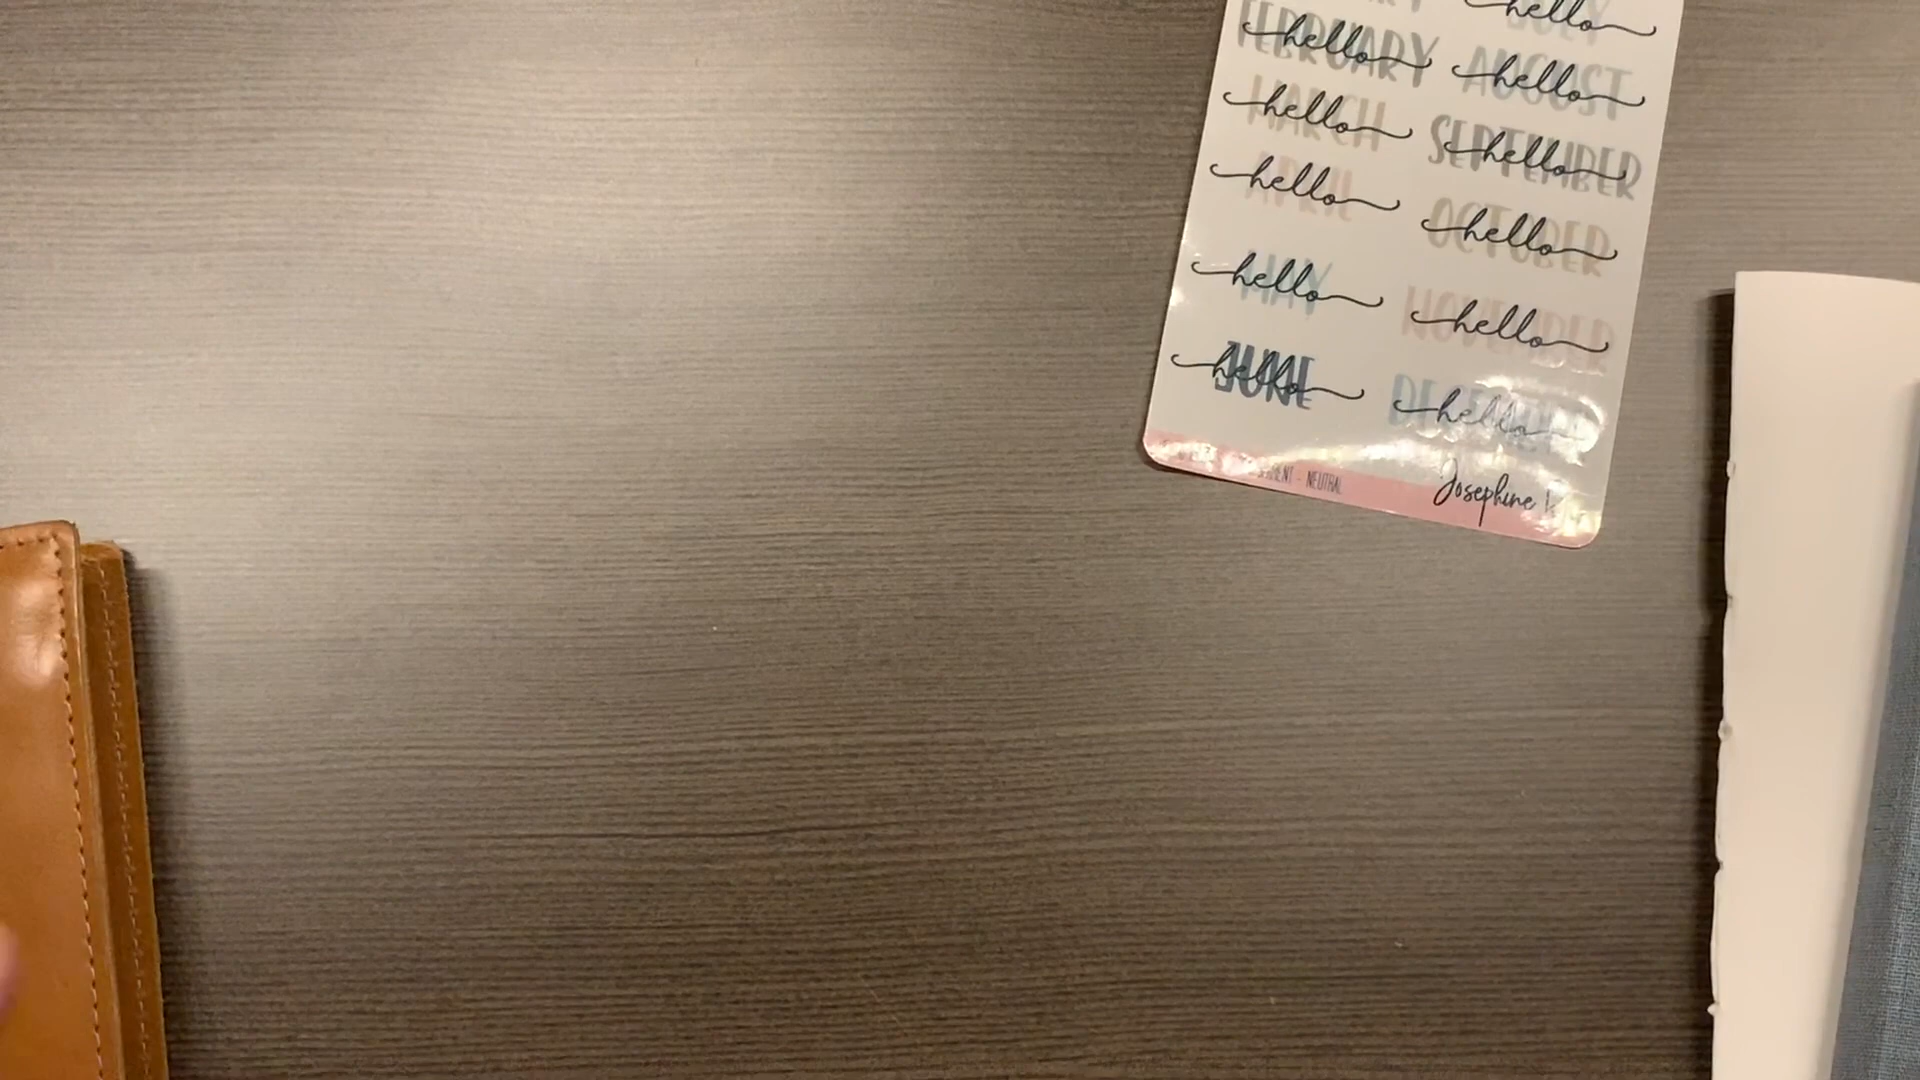 hello
FEBRUARY hello
AUGUST hello
MARCH hello
SEPTEMBER hello
APRIL hello
OCTOBER hello
MAY hello
NOVEMBER hello
JUNE hello
hello
- NEUTRAL
Josephine